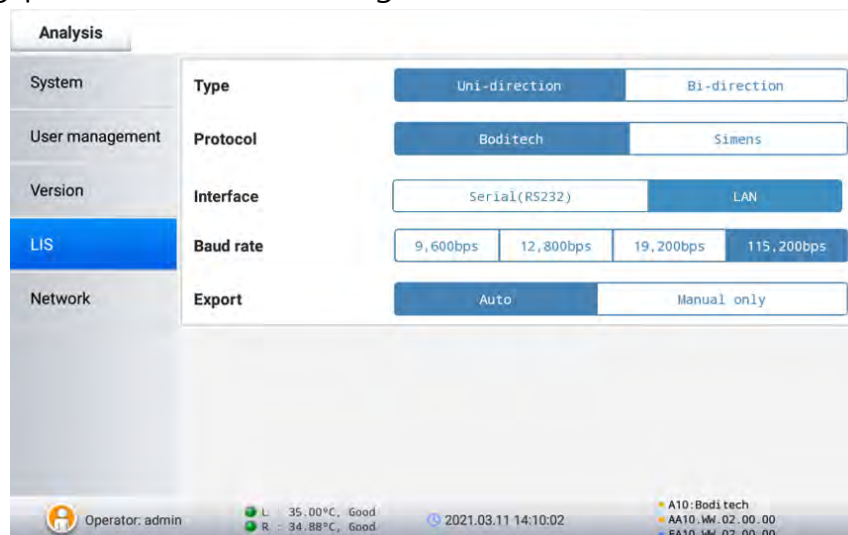 Analysis
System
User management
Version
LIS
Network
Type
Uni-direction
Bi-direction
Protocol
Boditech
Simens
Interface
Serial(RS232)
LAN
Baud rate
9,600bps
12,800bps
19,200bps
115,200bps
Export
Auto
Manual only
Operator: admin
L : 35.00°C, Good
R : 34.88°C, Good
2021.03.11 14:10:02
A10:Boditech
AA10.WW.02.00.00